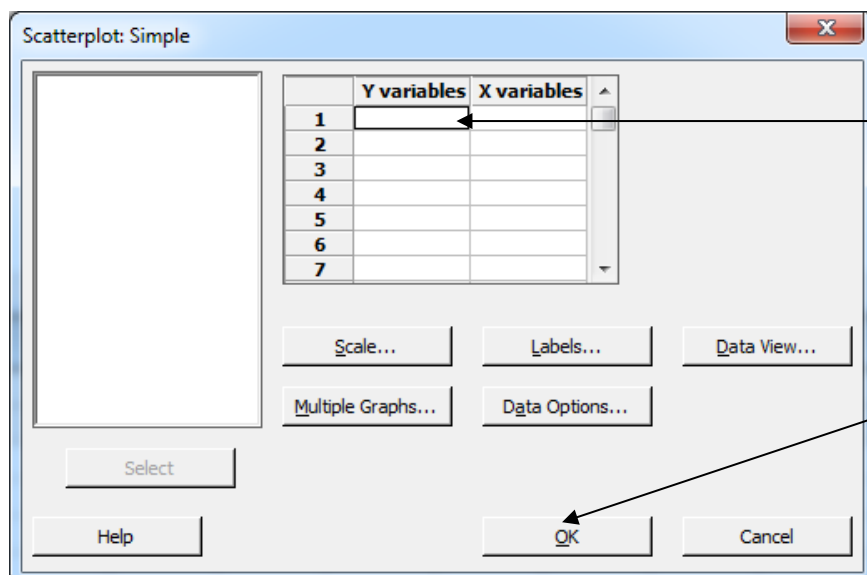 Scatterplot: Simple
Y variables X variables
1
2
3
4
5
6
7
Scale... Labels... Data View...
Multiple Graphs... Data Options...
Select
Help OK Cancel